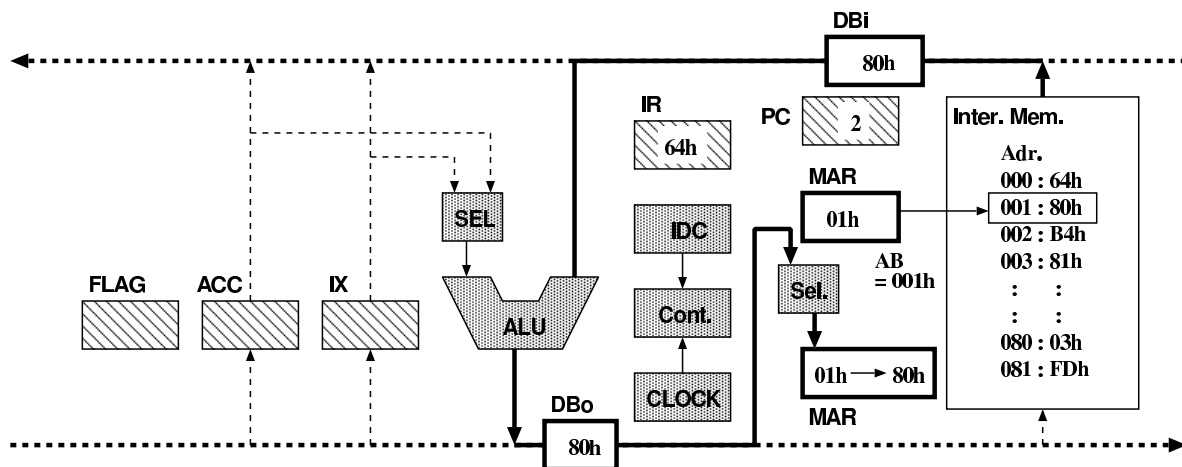 DBi
80h
IR
64h
PC
2
Inter. Mem.
Adr.
000 : 64h
001 : 80h
002 : B4h
003 : 81h
: :
: :
080 : 03h
081 : FDh
MAR
01h
AB
= 001h
SEL
IDC
Sel.
FLAG
ACC
IX
ALU
Cont.
01h 80h
MAR
CLOCK
DBo
80h